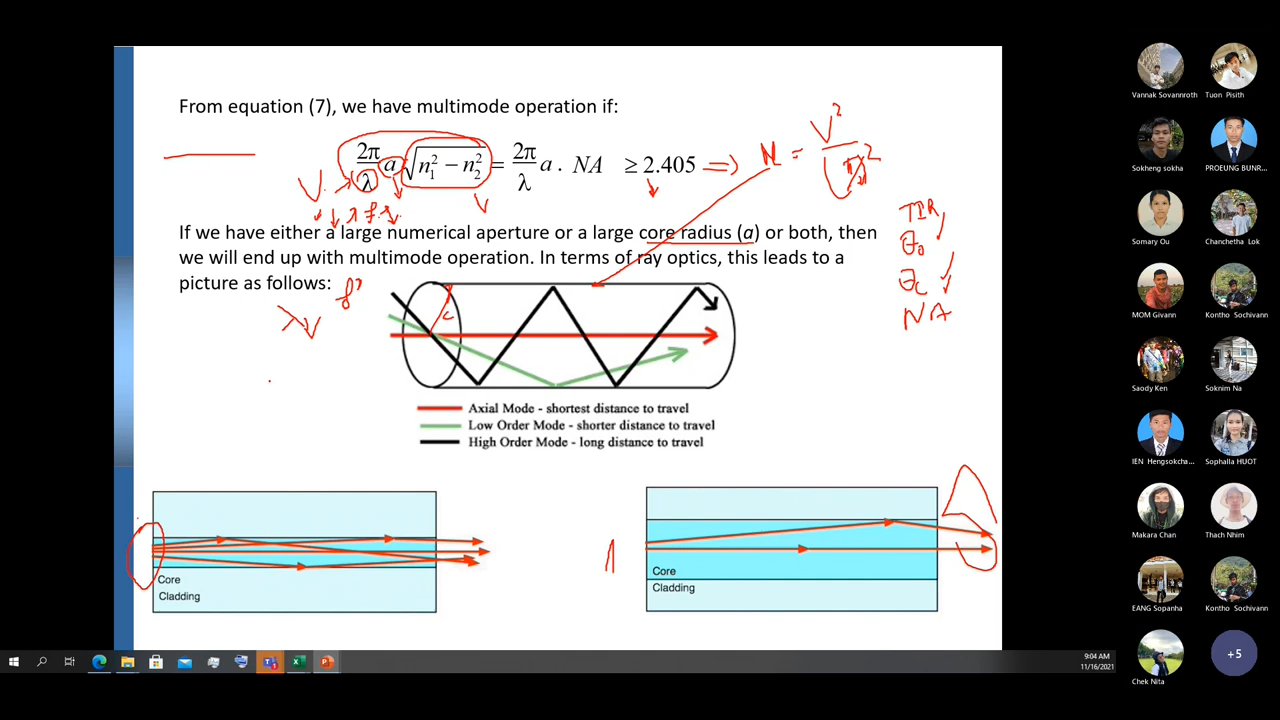 From equation (7), we have multimode operation if:
2π/λ a √(n₁² − n₂²) = 2π/λ a . NA ≥ 2.405 ⇒ N = V²
V
If we have either a large numerical aperture or a large core radius (a) or both, then
we will end up with multimode operation. In terms of ray optics, this leads to a
picture as follows:
TIR
θ₀
θc
NA
Axial Mode - shortest distance to travel
Low Order Mode - shorter distance to travel
High Order Mode - long distance to travel
Core
Cladding
Core
Cladding
Vannak Sovannroth
Tuon Pisith
Sokheng sokha
PROEUNG BUNR...
Somary Ou
Chanchetha Lok
MOM Givann
Kontho Sochivann
Saody Ken
Soknim Na
IEN Hengsokcha...
Sophalla HUOT
Makara Chan
Thach Nhim
EANG Sopanha
Kontho Sochivann
Chek Nita
+5
9:04 AM
11/16/2021